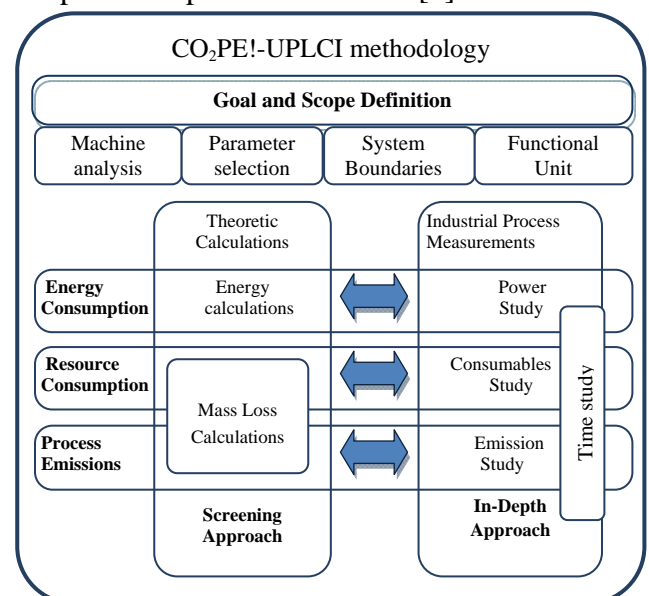 CO₂PE!-UPLCI methodology
Goal and Scope Definition
Machine analysis
Parameter selection
System Boundaries
Functional Unit
Theoretic
Calculations
Industrial Process
Measurements
Energy
Consumption
Energy
calculations
Power
Study
Resource
Consumption
Consumables
Study
Mass Loss
Calculations
Process
Emissions
Emission
Study
Time study
Screening
Approach
In-Depth
Approach